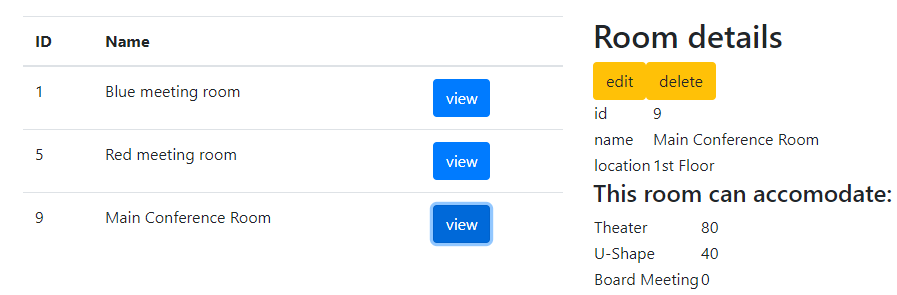 ID Name
1 Blue meeting room view
5 Red meeting room view
9 Main Conference Room view
Room details
edit delete
id 9
name Main Conference Room
location 1st Floor
This room can accomodate:
Theater 80
U-Shape 40
Board Meeting 0